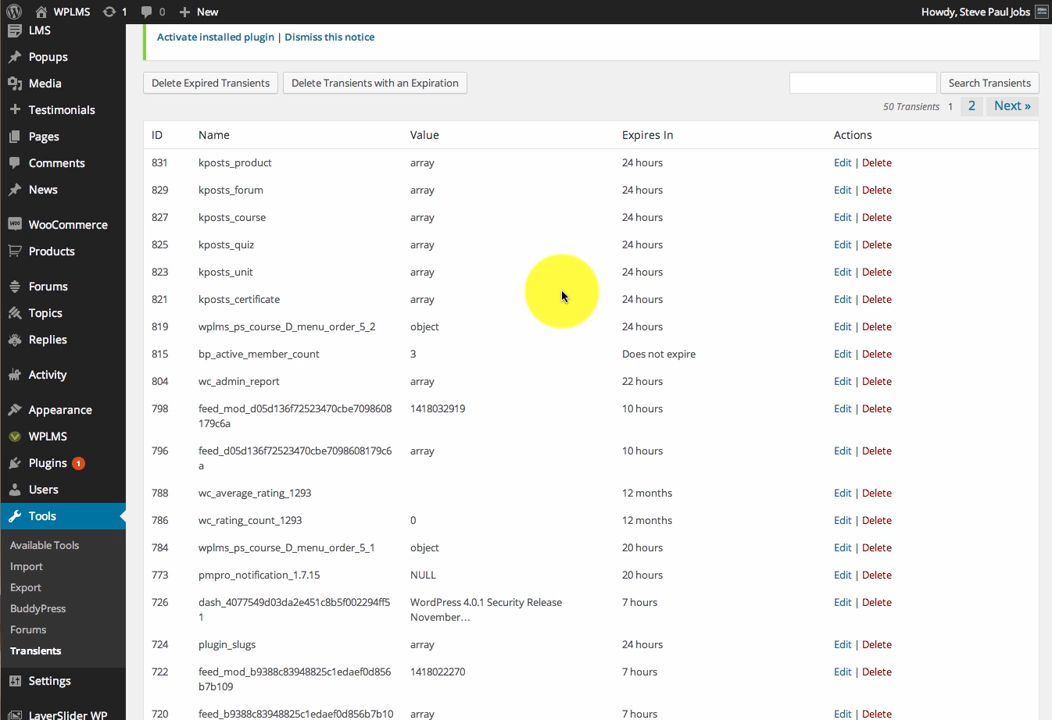 WPLMS 1 0 New Howdy, Steve Paul Jobs
LMS
Popups
Media
Testimonials
Pages
Comments
News
WooCommerce
Products
Forums
Topics
Replies
Activity
Appearance
WPLMS
Plugins 1
Users
Tools
Available Tools
Import
Export
BuddyPress
Forums
Transients
Settings
LayerSlider WP
Activate installed plugin | Dismiss this notice
Delete Expired Transients Delete Transients with an Expiration Search Transients
50 Transients 1 2 Next »
ID Name Value Expires In Actions
831 kposts_product array 24 hours Edit | Delete
829 kposts_forum array 24 hours Edit | Delete
827 kposts_course array 24 hours Edit | Delete
825 kposts_quiz array 24 hours Edit | Delete
823 kposts_unit array 24 hours Edit | Delete
821 kposts_certificate array 24 hours Edit | Delete
819 wplms_ps_course_D_menu_order_5_2 object 24 hours Edit | Delete
815 bp_active_member_count 3 Does not expire Edit | Delete
804 wc_admin_report array 22 hours Edit | Delete
798 feed_mod_d05d136f72523470cbe7098608 1418032919 10 hours Edit | Delete
179c6a
796 feed_d05d136f72523470cbe7098608179c6 array 10 hours Edit | Delete
a
788 wc_average_rating_1293 12 months Edit | Delete
786 wc_rating_count_1293 0 12 months Edit | Delete
784 wplms_ps_course_D_menu_order_5_1 object 20 hours Edit | Delete
773 pmpro_notification_1.7.15 NULL 20 hours Edit | Delete
726 dash_4077549d03da2e451c8b5f002294ff5 WordPress 4.0.1 Security Release 7 hours Edit | Delete
1 November...
724 plugin_slugs array 24 hours Edit | Delete
722 feed_mod_b9388c83948825c1edaef0d856 1418022270 7 hours Edit | Delete
b7b109
720 feed_b9388c83948825c1edaef0d856b7b10 array 7 hours Edit | Delete